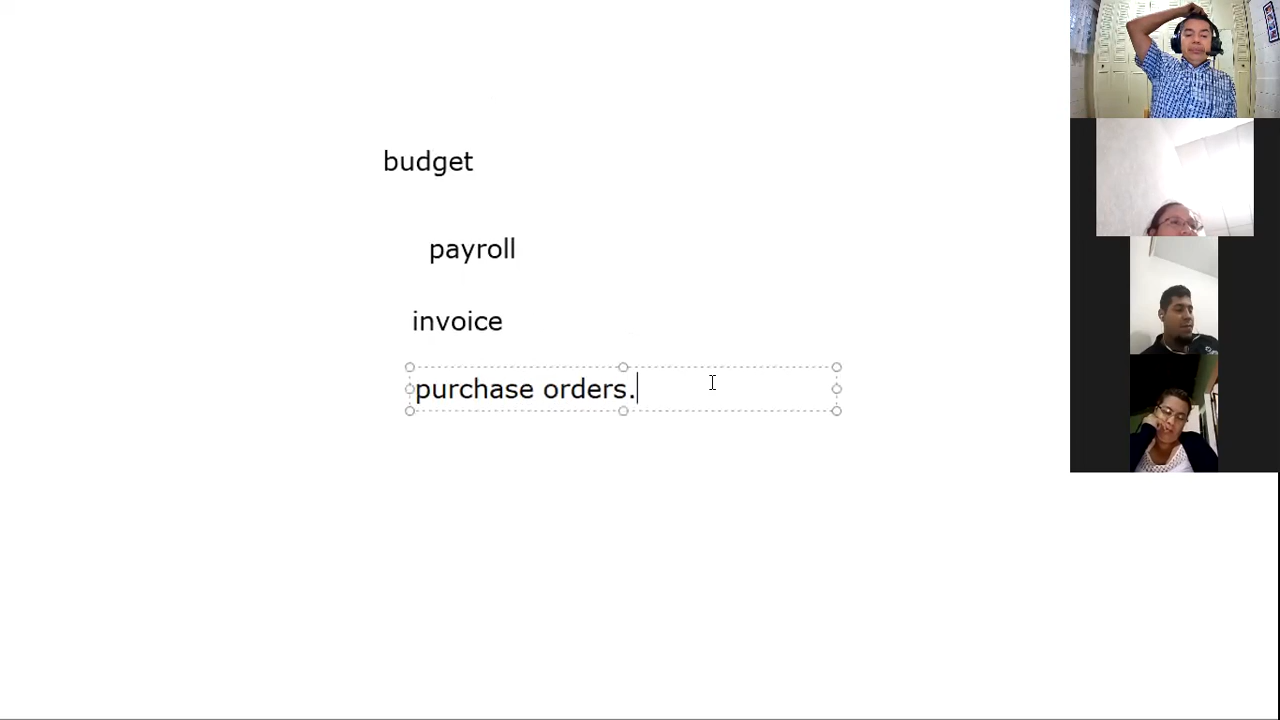 budget
payroll
invoice
purchase orders.